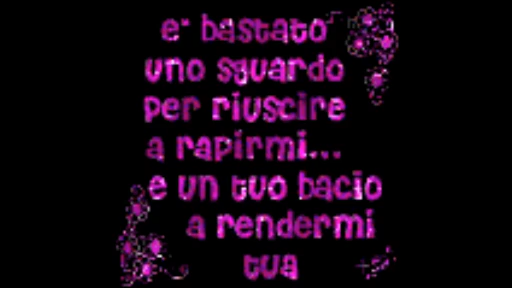 e' bastato
uno sguardo
per riuscire
a rapirmi...
e un tuo bacio
a rendermi
tua